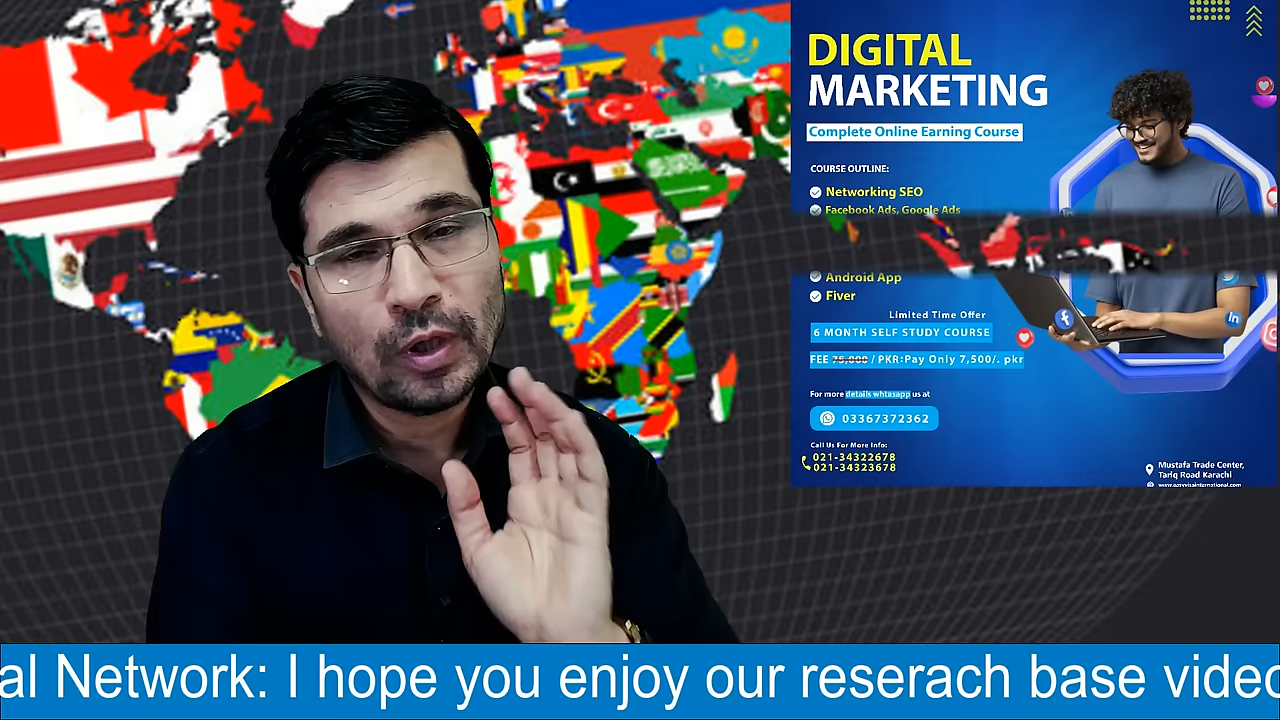 DIGITAL
MARKETING
Complete Online Earning Course
COURSE OUTLINE:
Networking SEO
Facebook Ads, Google Ads
Android App
Fiver
Limited Time Offer
6 MONTH SELF STUDY COURSE
FEE 75,000 / PKR:Pay Only 7,500/. pkr
For more details whtasapp us at
03367372362
Call Us For More Info:
021-34322678
021-34323678
Mustafa Trade Center,
Tariq Road Karachi
al Network: I hope you enjoy our reserach base video